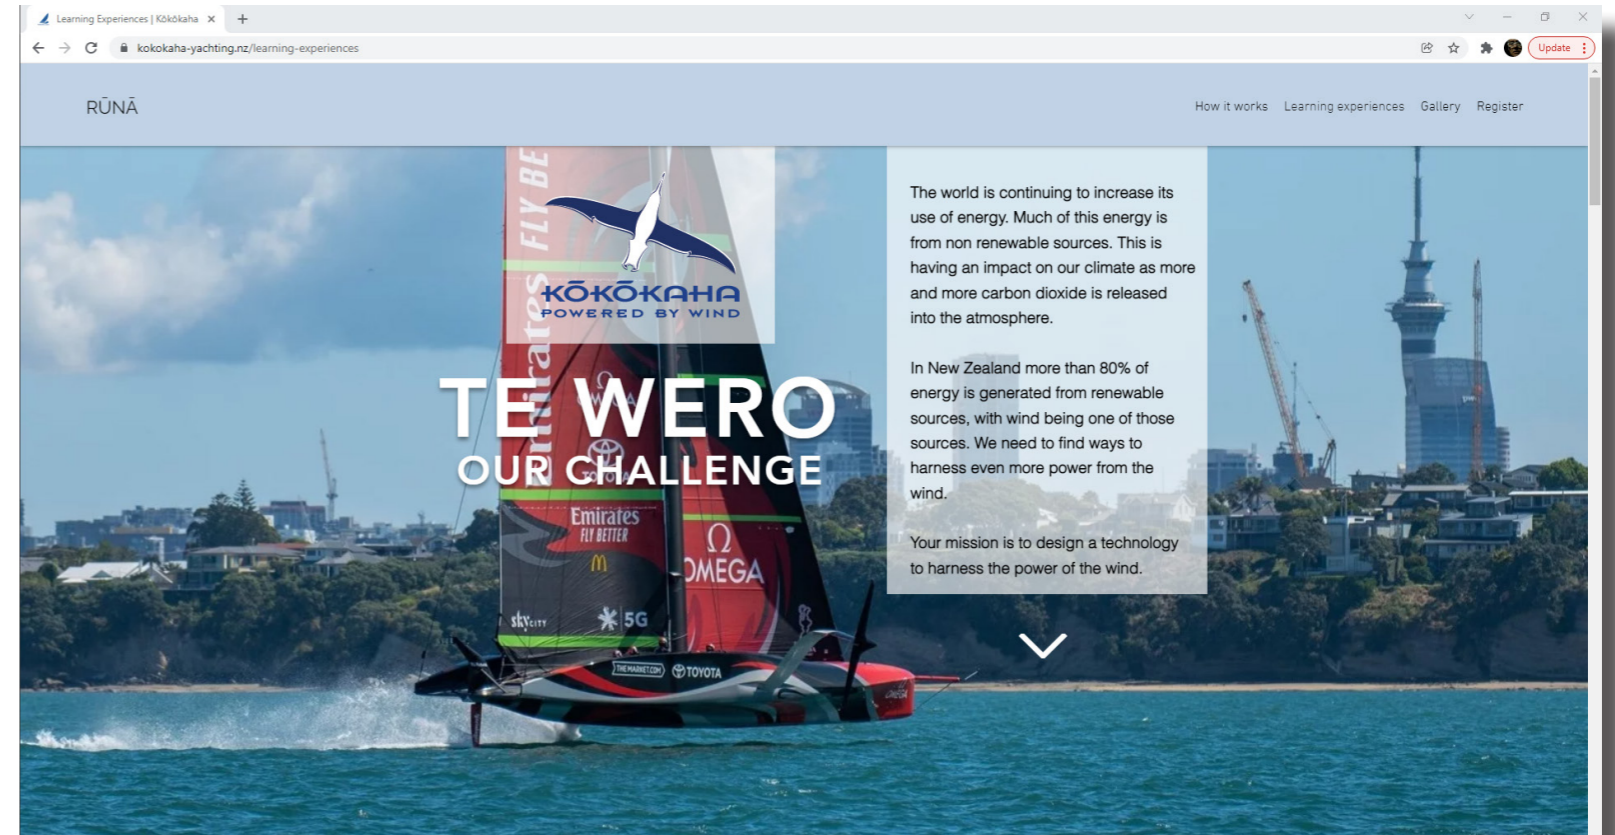 Learning Experiences | Kōkōkaha
kokokaha-yachting.nz/learning-experiences
Update
RŪNĀ
How it works Learning experiences Gallery Register
FLY BE
Emirates
KŌKŌKAHA
POWERED BY WIND
TE WERO
OUR CHALLENGE
The world is continuing to increase its
use of energy. Much of this energy is
from non renewable sources. This is
having an impact on our climate as more
and more carbon dioxide is released
into the atmosphere.
In New Zealand more than 80% of
energy is generated from renewable
sources, with wind being one of those
sources. We need to find ways to
harness even more power from the
wind.
Your mission is to design a technology
to harness the power of the wind.
Emirates
FLY BETTER
Ω
OMEGA
SKYCITY
5G
THEMARKET.COM TOYOTA
OMEGA